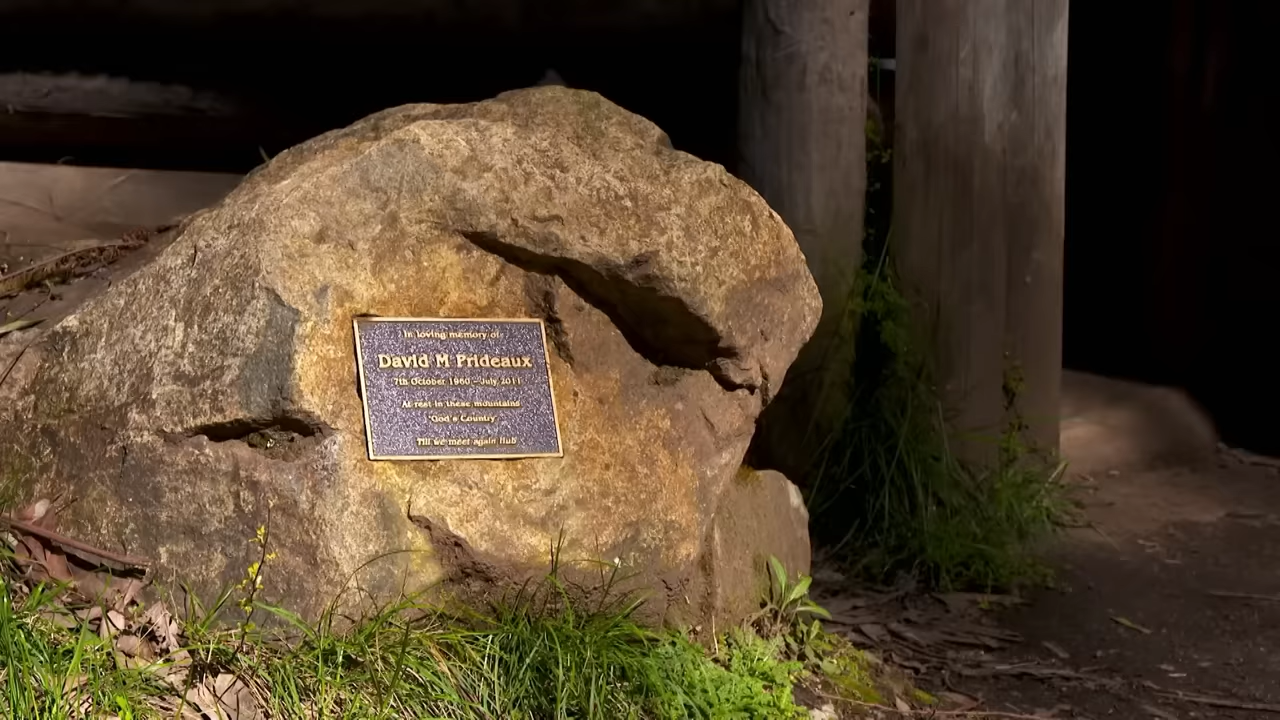 In loving memory of
David M Prideaux
7th October 1960 - July 2011
At rest in these mountains
"God's Country"
Till we meet again Bub